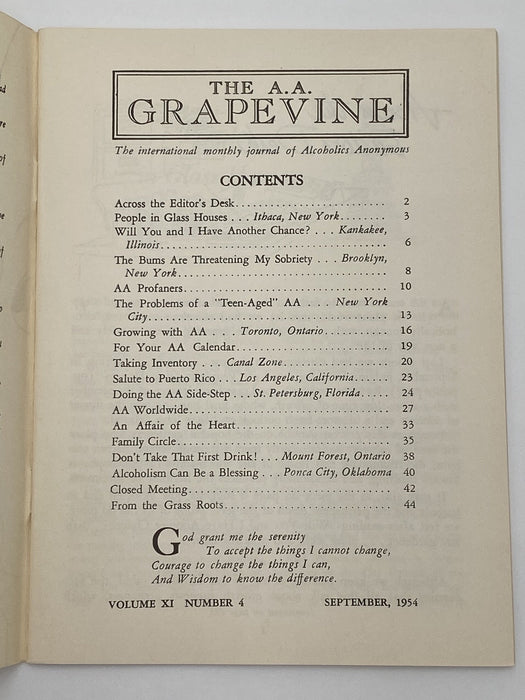 THE A.A.
GRAPEVINE
The international monthly journal of Alcoholics Anonymous
CONTENTS
Across the Editor's Desk.......................... 2
People in Glass Houses . . . Ithaca, New York........ 3
Will You and I Have Another Chance? . . . Kankakee,
Illinois....................................... 6
The Bums Are Threatening My Sobriety . . . Brooklyn,
New York.................................... 8
AA Profaners................................... 10
The Problems of a "Teen-Aged" AA . . . New York
City......................................... 13
Growing with AA . . . Toronto, Ontario........... 16
For Your AA Calendar.......................... 19
Taking Inventory . . . Canal Zone.................. 20
Salute to Puerto Rico . . . Los Angeles, California...... 23
Doing the AA Side-Step . . . St. Petersburg, Florida..... 24
AA Worldwide.................................. 27
An Affair of the Heart........................... 33
Family Circle.................................... 35
Don't Take That First Drink! . . . Mount Forest, Ontario 38
Alcoholism Can Be a Blessing . . . Ponca City, Oklahoma 40
Closed Meeting.................................. 42
From the Grass Roots............................ 44
God grant me the serenity
To accept the things I cannot change,
Courage to change the things I can,
And Wisdom to know the difference.
VOLUME XI NUMBER 4 SEPTEMBER, 1954